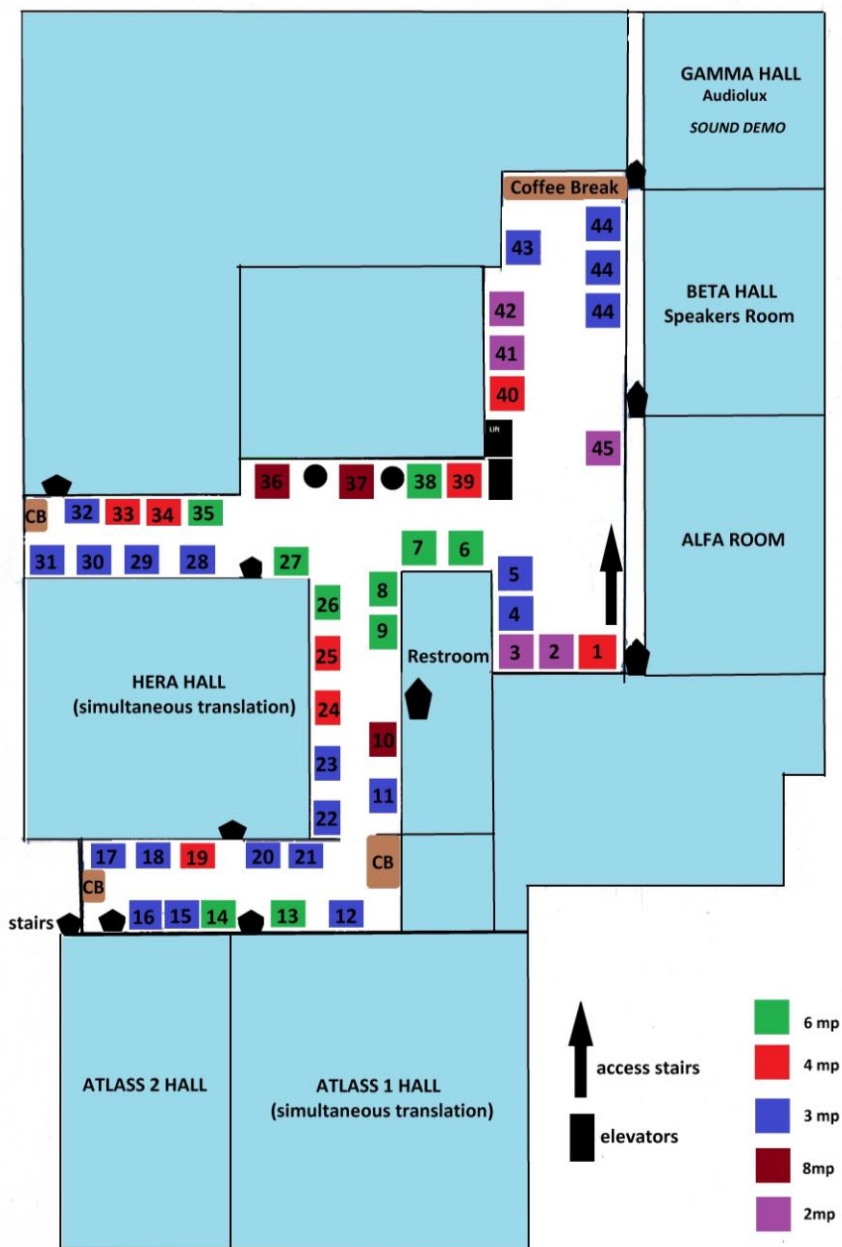 GAMMA HALL
Audiolux
SOUND DEMO
Coffee Break
44
43
44
BETA HALL
Speakers Room
42
44
41
40
LIFT
45
36
37
38
39
CB
32
33
34
35
ALFA ROOM
31
30
29
28
27
7
6
5
26
8
4
9
25
Restroom
3
2
1
HERA HALL
(simultaneous translation)
24
10
23
11
22
17
18
19
20
21
CB
CB
stairs
16
15
14
13
12
ATLASS 2 HALL
ATLASS 1 HALL
(simultaneous translation)
access stairs
elevators
6 mp
4 mp
3 mp
8mp
2mp